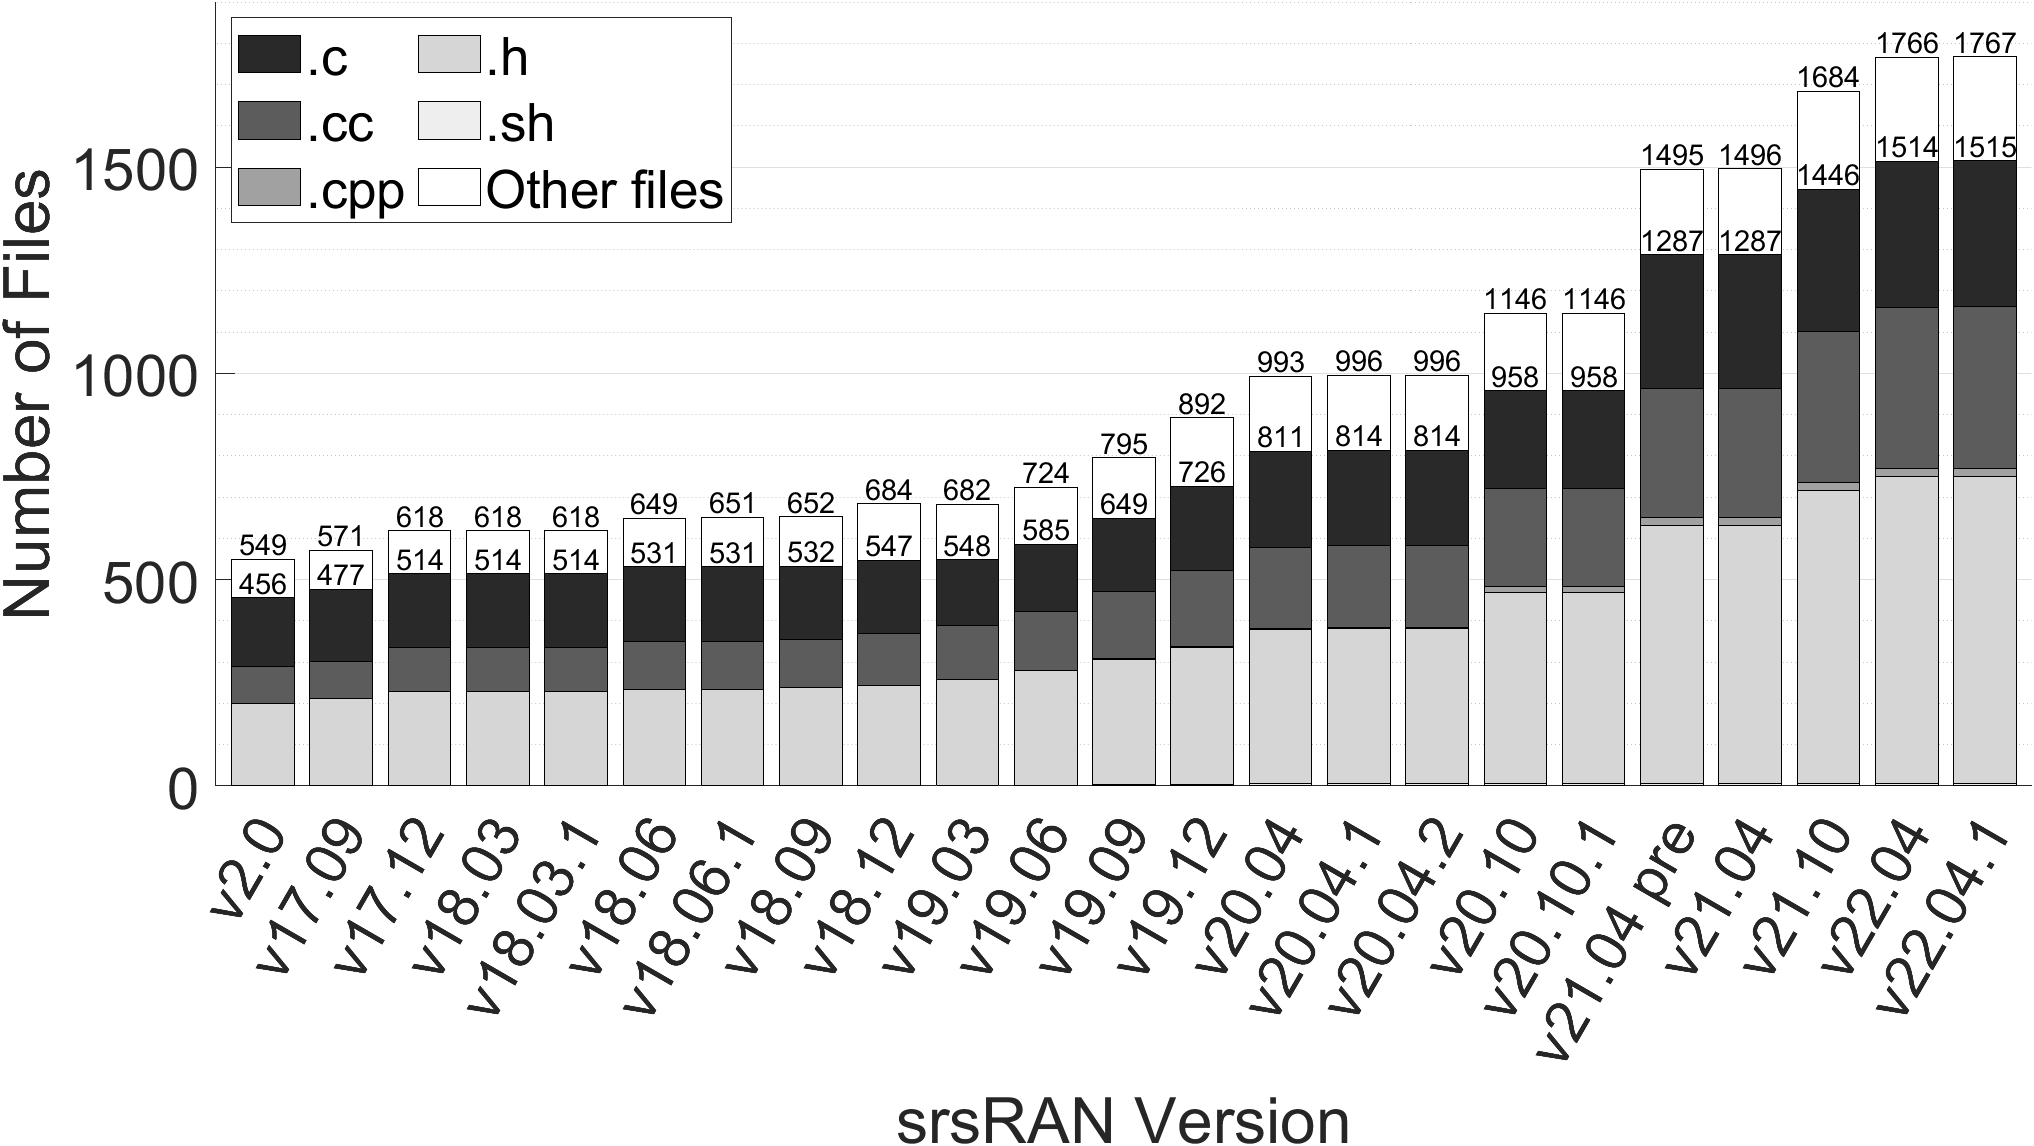 .c
.h
.cc
.sh
.cpp
Other files
Number of Files
1500
1000
500
0
549
456
571
477
618
514
618
514
618
514
649
531
651
531
652
532
684
547
682
548
724
585
795
649
892
726
993
811
996
814
996
814
1146
958
1146
958
1495
1287
1496
1287
1684
1446
1766
1514
1767
1515
v2.0
v17.09
v17.12
v18.03
v18.03.1
v18.06
v18.06.1
v18.09
v18.12
v19.03
v19.06
v19.09
v19.12
v20.04
v20.04.1
v20.04.2
v20.10
v20.10.1
v21.04 pre
v21.04
v21.10
v22.04
v22.04.1
srsRAN Version